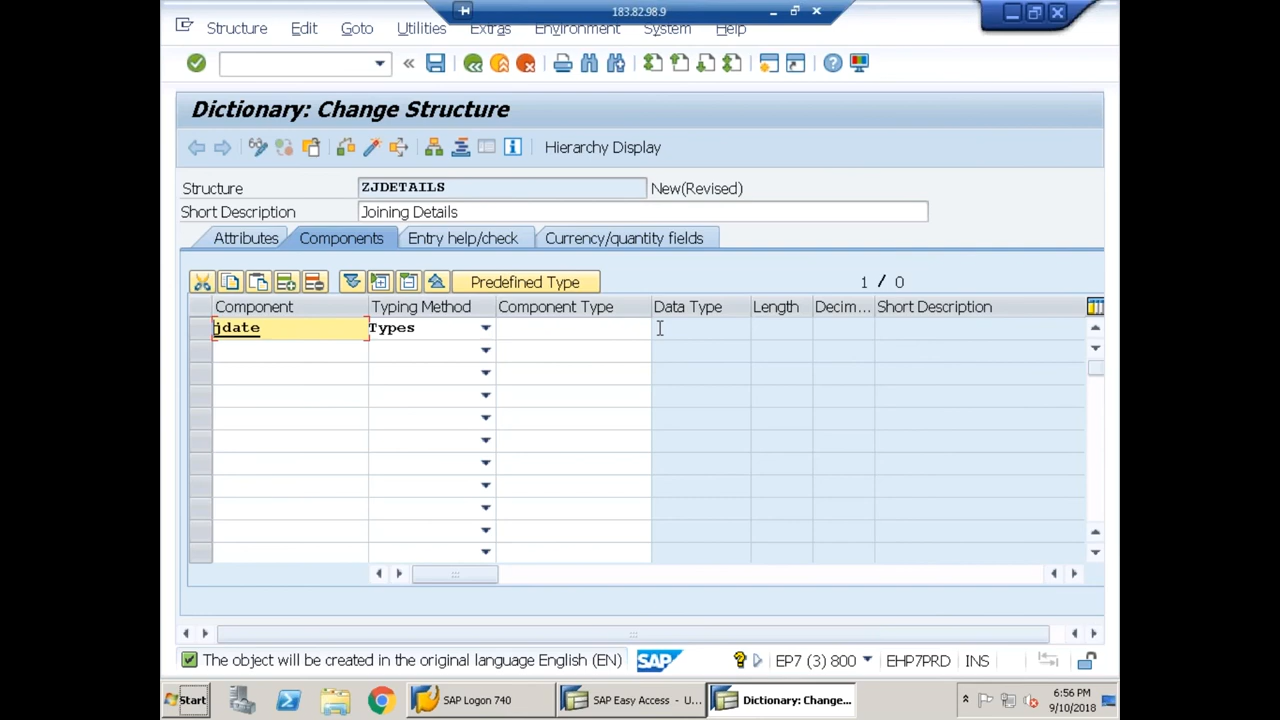 183.82.98.9
Structure Edit Goto Utilities Extras Environment System Help
Dictionary: Change Structure
Hierarchy Display
Structure ZJDETAILS New(Revised)
Short Description Joining Details
Attributes Components Entry help/check Currency/quantity fields
Predefined Type 1 / 0
Component Typing Method Component Type Data Type Length Decim... Short Description
jdate Types
The object will be created in the original language English (EN) SAP EP7 (3) 800 EHP7PRD INS
Start SAP Logon 740 SAP Easy Access - U... Dictionary: Change... 6:56 PM
9/10/2018